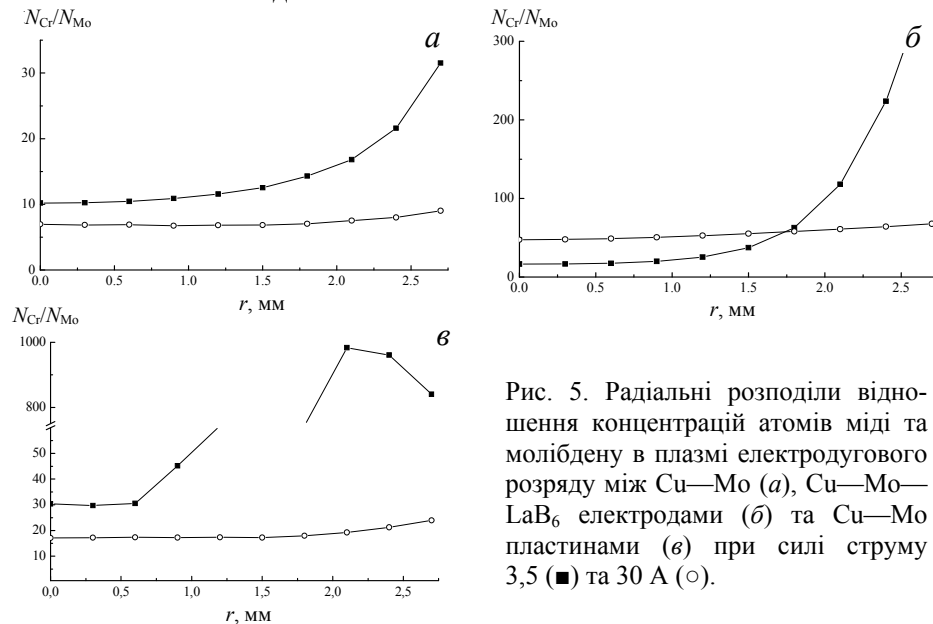 N_Cr/N_Mo
а
30
20
10
0
0.0 0.5 1.0 1.5 2.0 2.5
r, мм
N_Cr/N_Mo
б
300
200
100
0
0.0 0.5 1.0 1.5 2.0 2.5
r, мм
N_Cr/N_Mo
в
1000
800
50
40
30
20
10
0,0 0,5 1,0 1,5 2,0 2,5
r, мм
Рис. 5. Радіальні розподіли відно-
шення концентрацій атомів міді та
молібдену в плазмі електродугового
розряду між Cu—Mo (а), Cu—Mo—
LaB₆ електродами (б) та Cu—Mo
пластинами (в) при силі струму
3,5 (■) та 30 А (○).